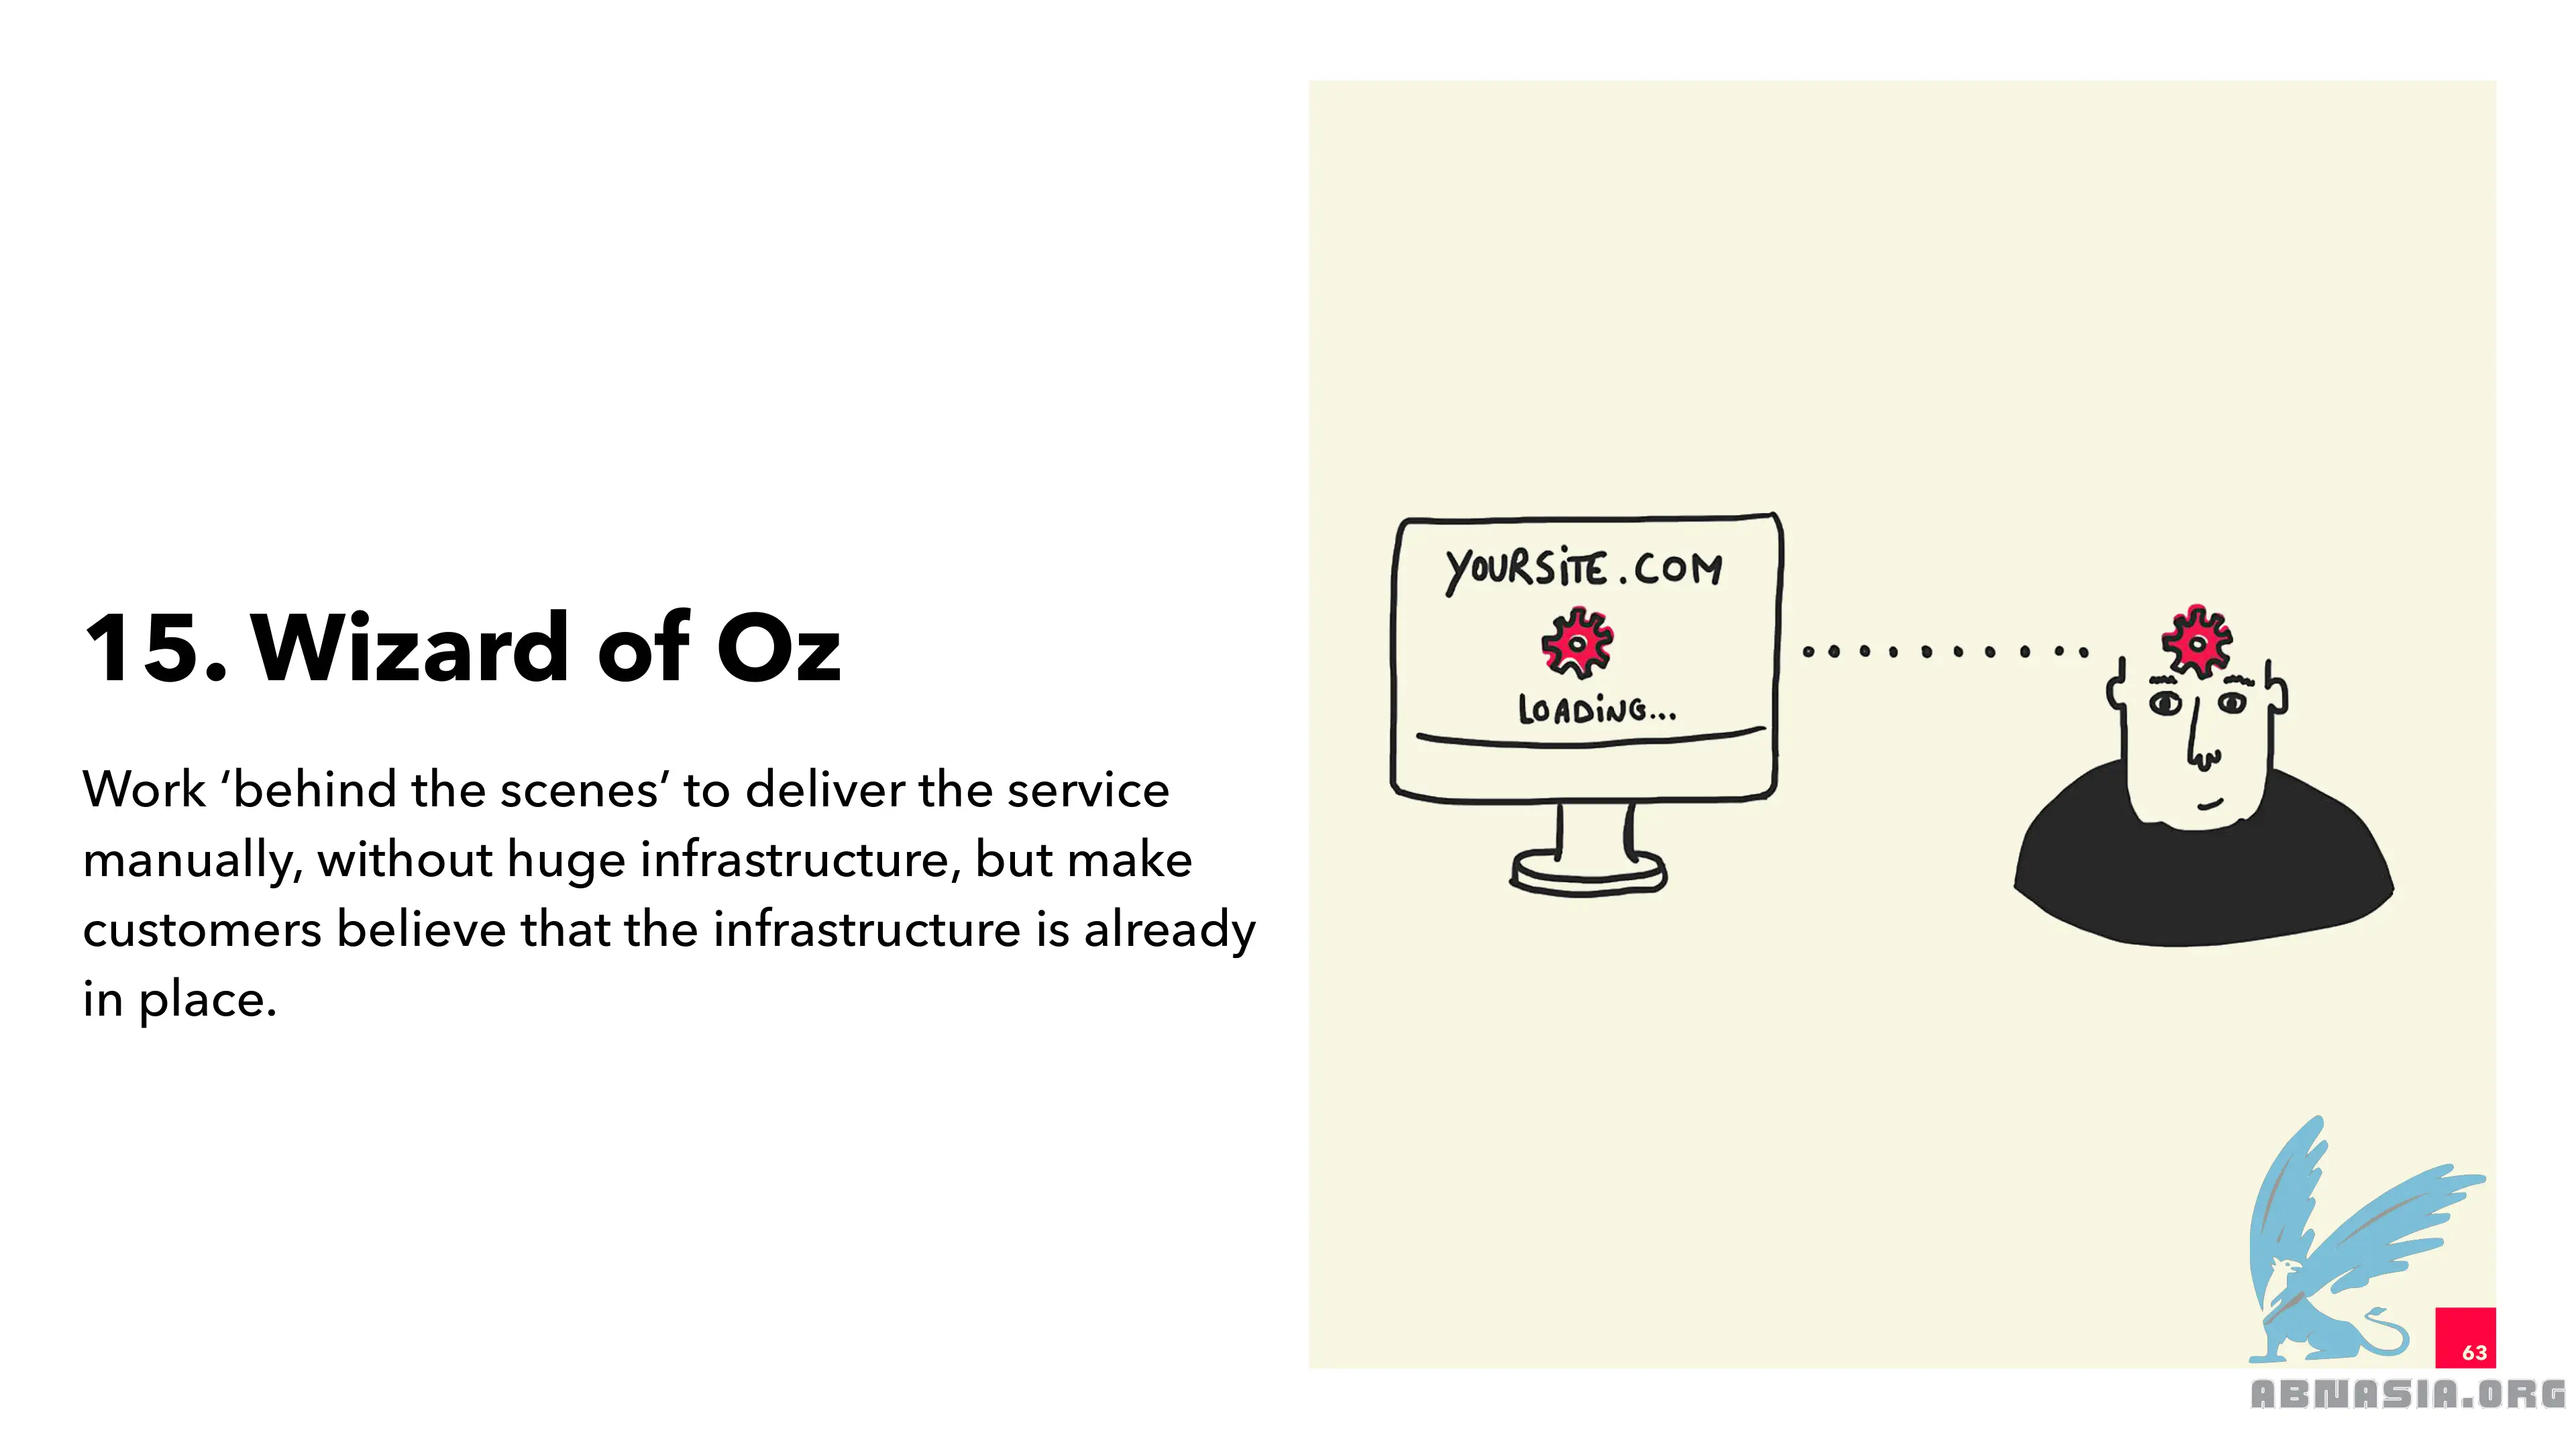 15. Wizard of Oz
Work ‘behind the scenes’ to deliver the service
manually, without huge infrastructure, but make
customers believe that the infrastructure is already
in place.
YOURSiTE.COM
LOADiNG...
63
ABNASIA.ORG